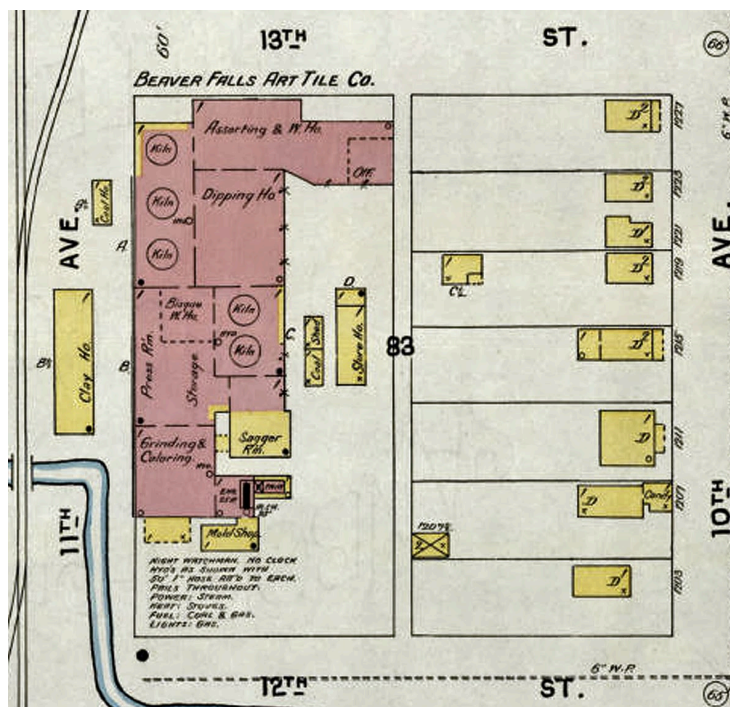 13TH ST.
66
60'
BEAVER FALLS ART TILE CO.
Assorting & W. Ho.
Off.
Kiln
Dipping Ho
Kiln
Kiln
Coal Ho.
A
AVE.
Bisque
W. Ho.
Kiln
Kiln
Press Rm.
Storage
B
C
Coal Shed
D
Store Ho.
Clay Ho.
83
Grinding &
Coloring.
Sagger
Rm.
Mold Shop.
NIGHT WATCHMAN. NO CLOCK
HYD'S AS SHOWN WITH
50' 1" HOSE ATT'D TO EACH.
PAILS THROUGHOUT.
POWER: STEAM.
HEAT: STOVES.
FUEL: COAL & GAS.
LIGHTS: GAS.
11TH
D
1227
D
1223
D
1221
D
1219
D
1215
D
1211
D
Candy
1207
1207½
D
1203
AVE.
10TH
6" W.P.
6" W.P.
12TH ST.
65